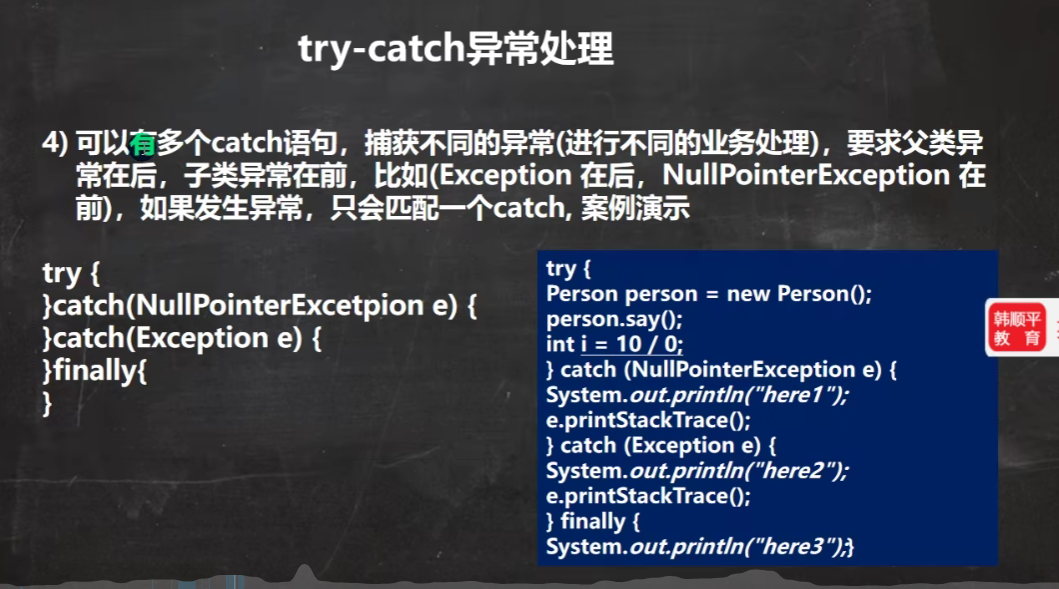 try-catch异常处理
4) 可以有多个catch语句，捕获不同的异常(进行不同的业务处理)，要求父类异
常在后，子类异常在前，比如(Exception 在后，NullPointerException 在
前)，如果发生异常，只会匹配一个catch, 案例演示
try {
}catch(NullPointerExcetpion e) {
}catch(Exception e) {
}finally{
}
try {
Person person = new Person();
person.say();
int i = 10 / 0;
} catch (NullPointerException e) {
System.out.println("here1");
e.printStackTrace();
} catch (Exception e) {
System.out.println("here2");
e.printStackTrace();
} finally {
System.out.println("here3");}
韩顺平
教 育